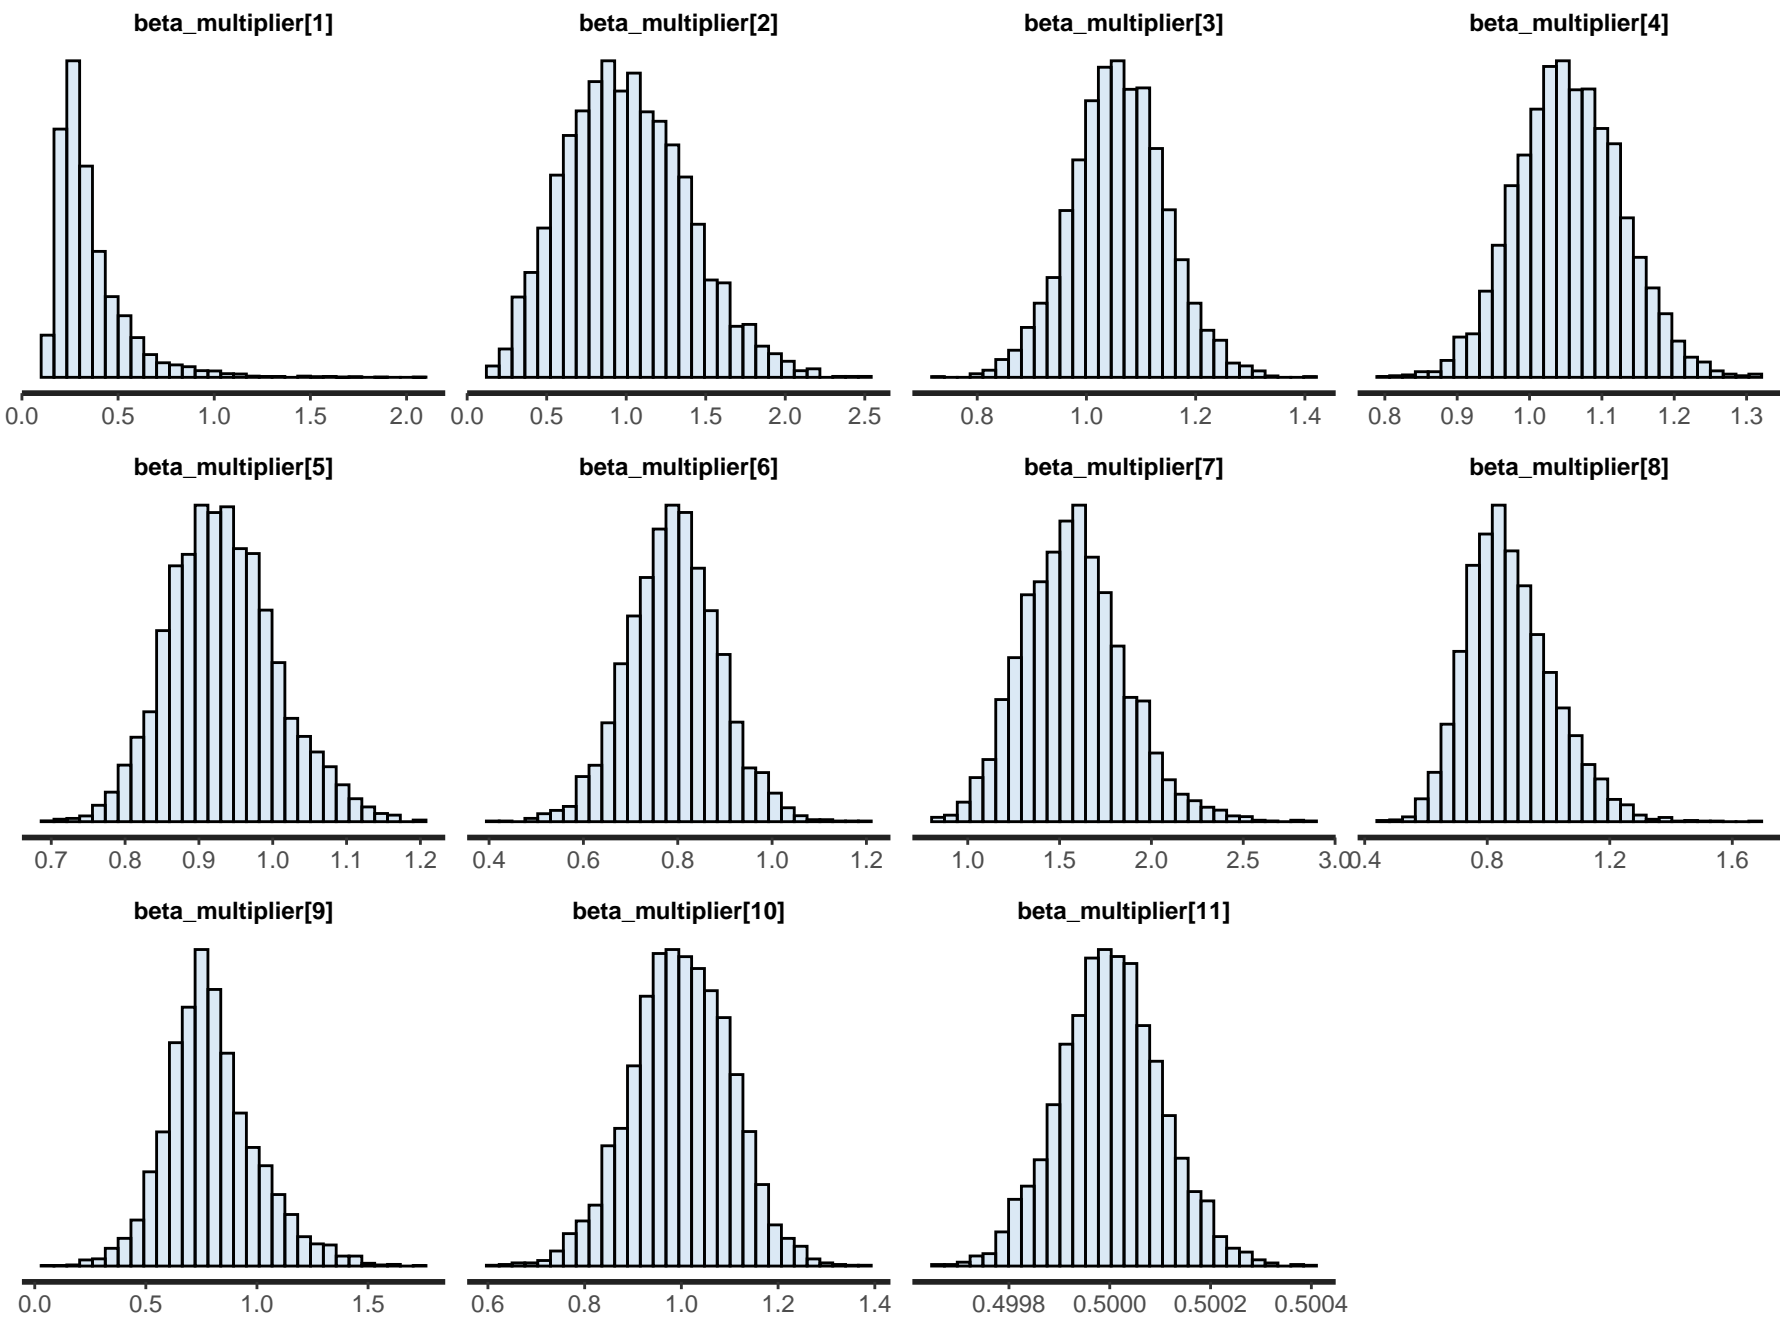 beta_multiplier[1] beta_multiplier[2] beta_multiplier[3] beta_multiplier[4]
0.0 0.5 1.0 1.5 2.0 0.0 0.5 1.0 1.5 2.0 2.5 0.8 1.0 1.2 1.4 0.8 0.9 1.0 1.1 1.2 1.3
beta_multiplier[5] beta_multiplier[6] beta_multiplier[7] beta_multiplier[8]
0.7 0.8 0.9 1.0 1.1 1.2 0.4 0.6 0.8 1.0 1.2 1.0 1.5 2.0 2.5 3.0 0.4 0.8 1.2 1.6
beta_multiplier[9] beta_multiplier[10] beta_multiplier[11]
0.0 0.5 1.0 1.5 0.6 0.8 1.0 1.2 1.4 0.4998 0.5000 0.5002 0.5004